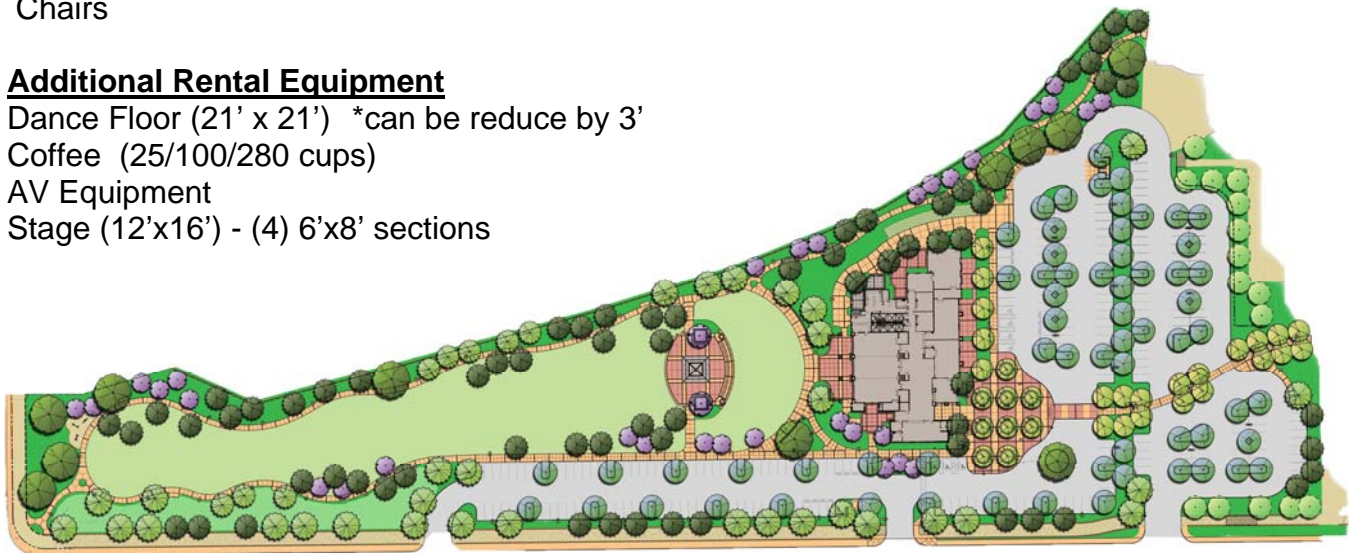 Chairs
Additional Rental Equipment
Dance Floor (21’ x 21’) *can be reduce by 3’
Coffee (25/100/280 cups)
AV Equipment
Stage (12’x16’) - (4) 6’x8’ sections